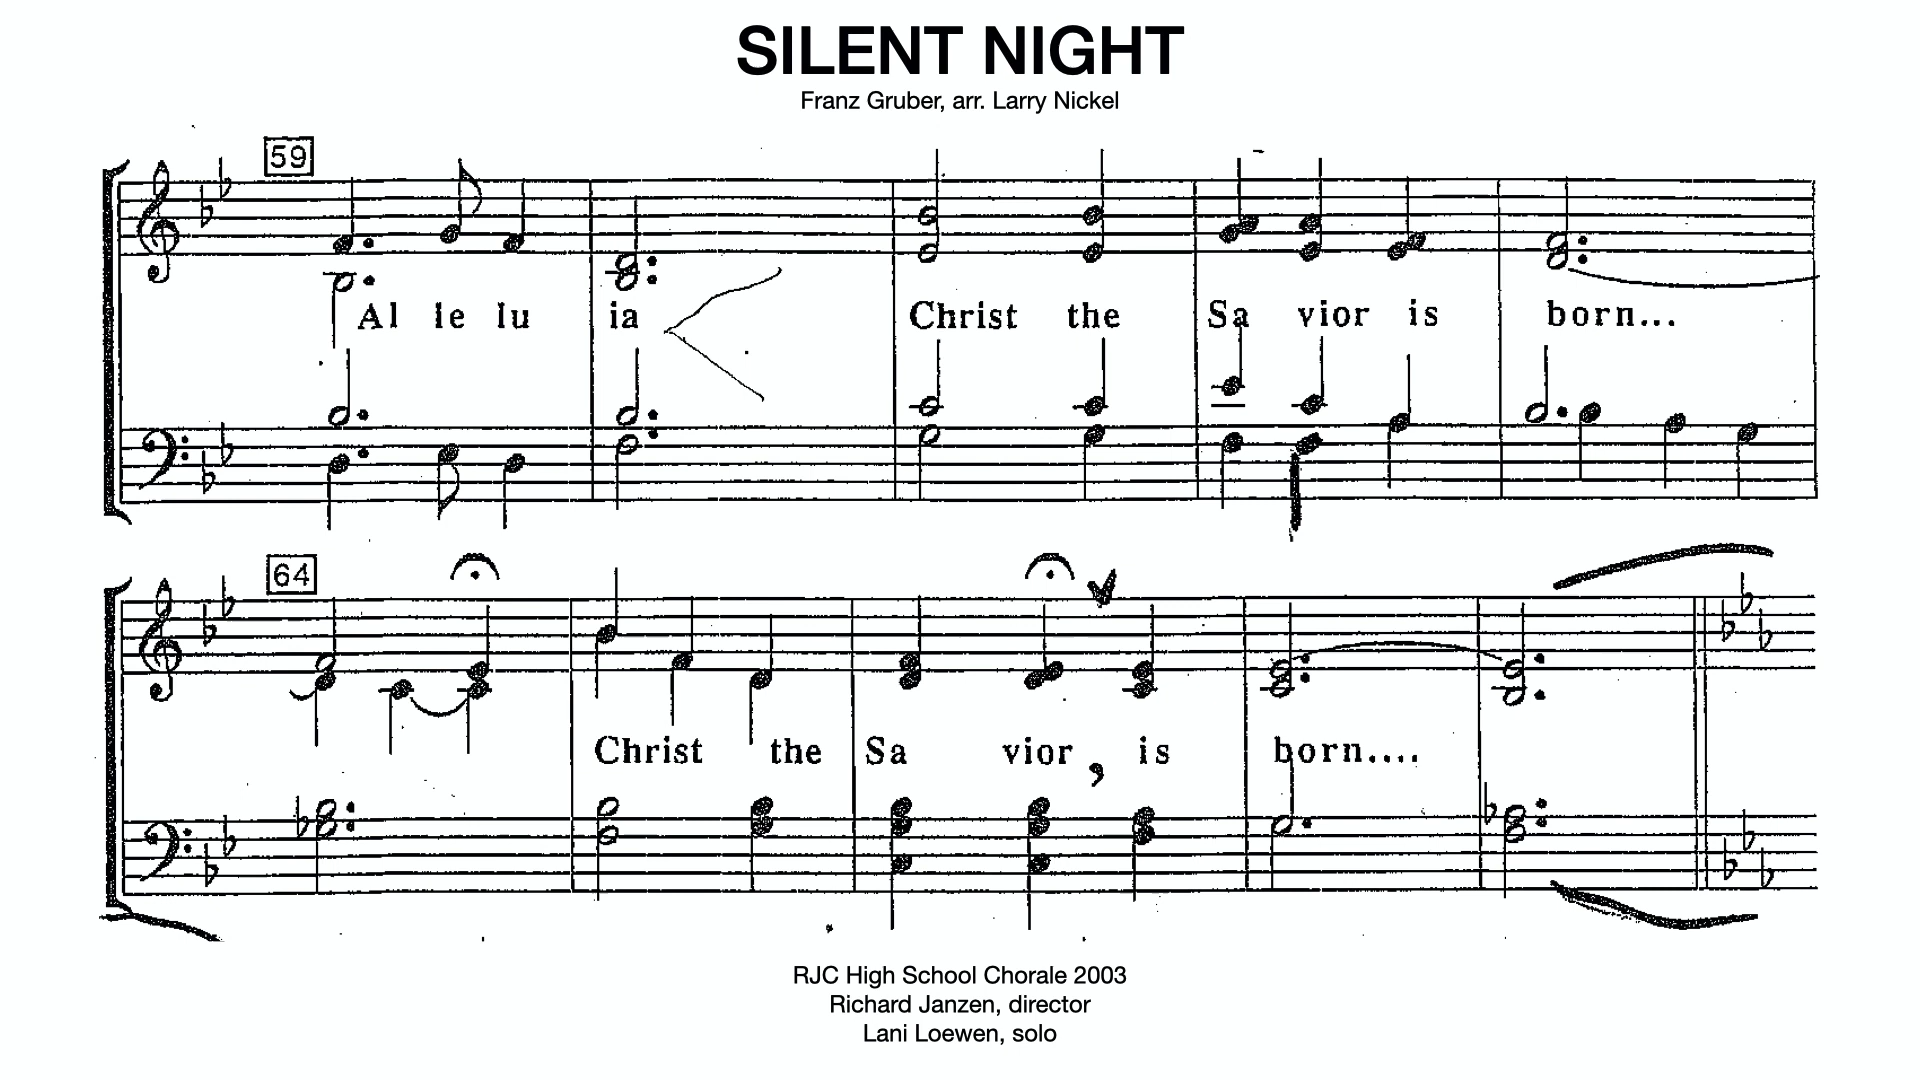 SILENT NIGHT
Franz Gruber, arr. Larry Nickel
59
Al le lu ia Christ the Sa vior is born...
64
Christ the Sa vior , is born....
RJC High School Chorale 2003
Richard Janzen, director
Lani Loewen, solo